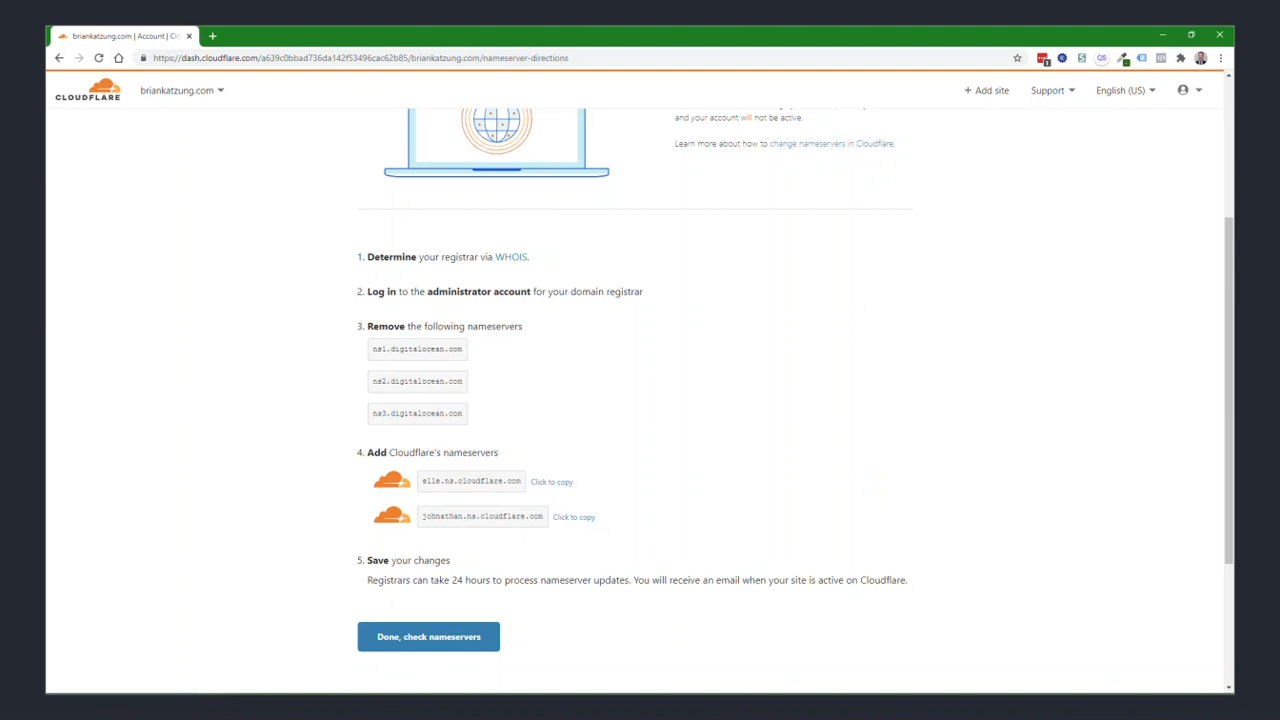 briankatzung.com | Account | Clo
https://dash.cloudflare.com/a639c0bbad736da142f53496cac62b85/briankatzung.com/nameserver-directions
CLOUDFLARE
briankatzung.com
+ Add site
Support
English (US)
and your account will not be active.
Learn more about how to change nameservers in Cloudflare.
1. Determine your registrar via WHOIS.
2. Log in to the administrator account for your domain registrar
3. Remove the following nameservers
ns1.digitalocean.com
ns2.digitalocean.com
ns3.digitalocean.com
4. Add Cloudflare's nameservers
elle.ns.cloudflare.com Click to copy
johnathan.ns.cloudflare.com Click to copy
5. Save your changes
Registrars can take 24 hours to process nameserver updates. You will receive an email when your site is active on Cloudflare.
Done, check nameservers